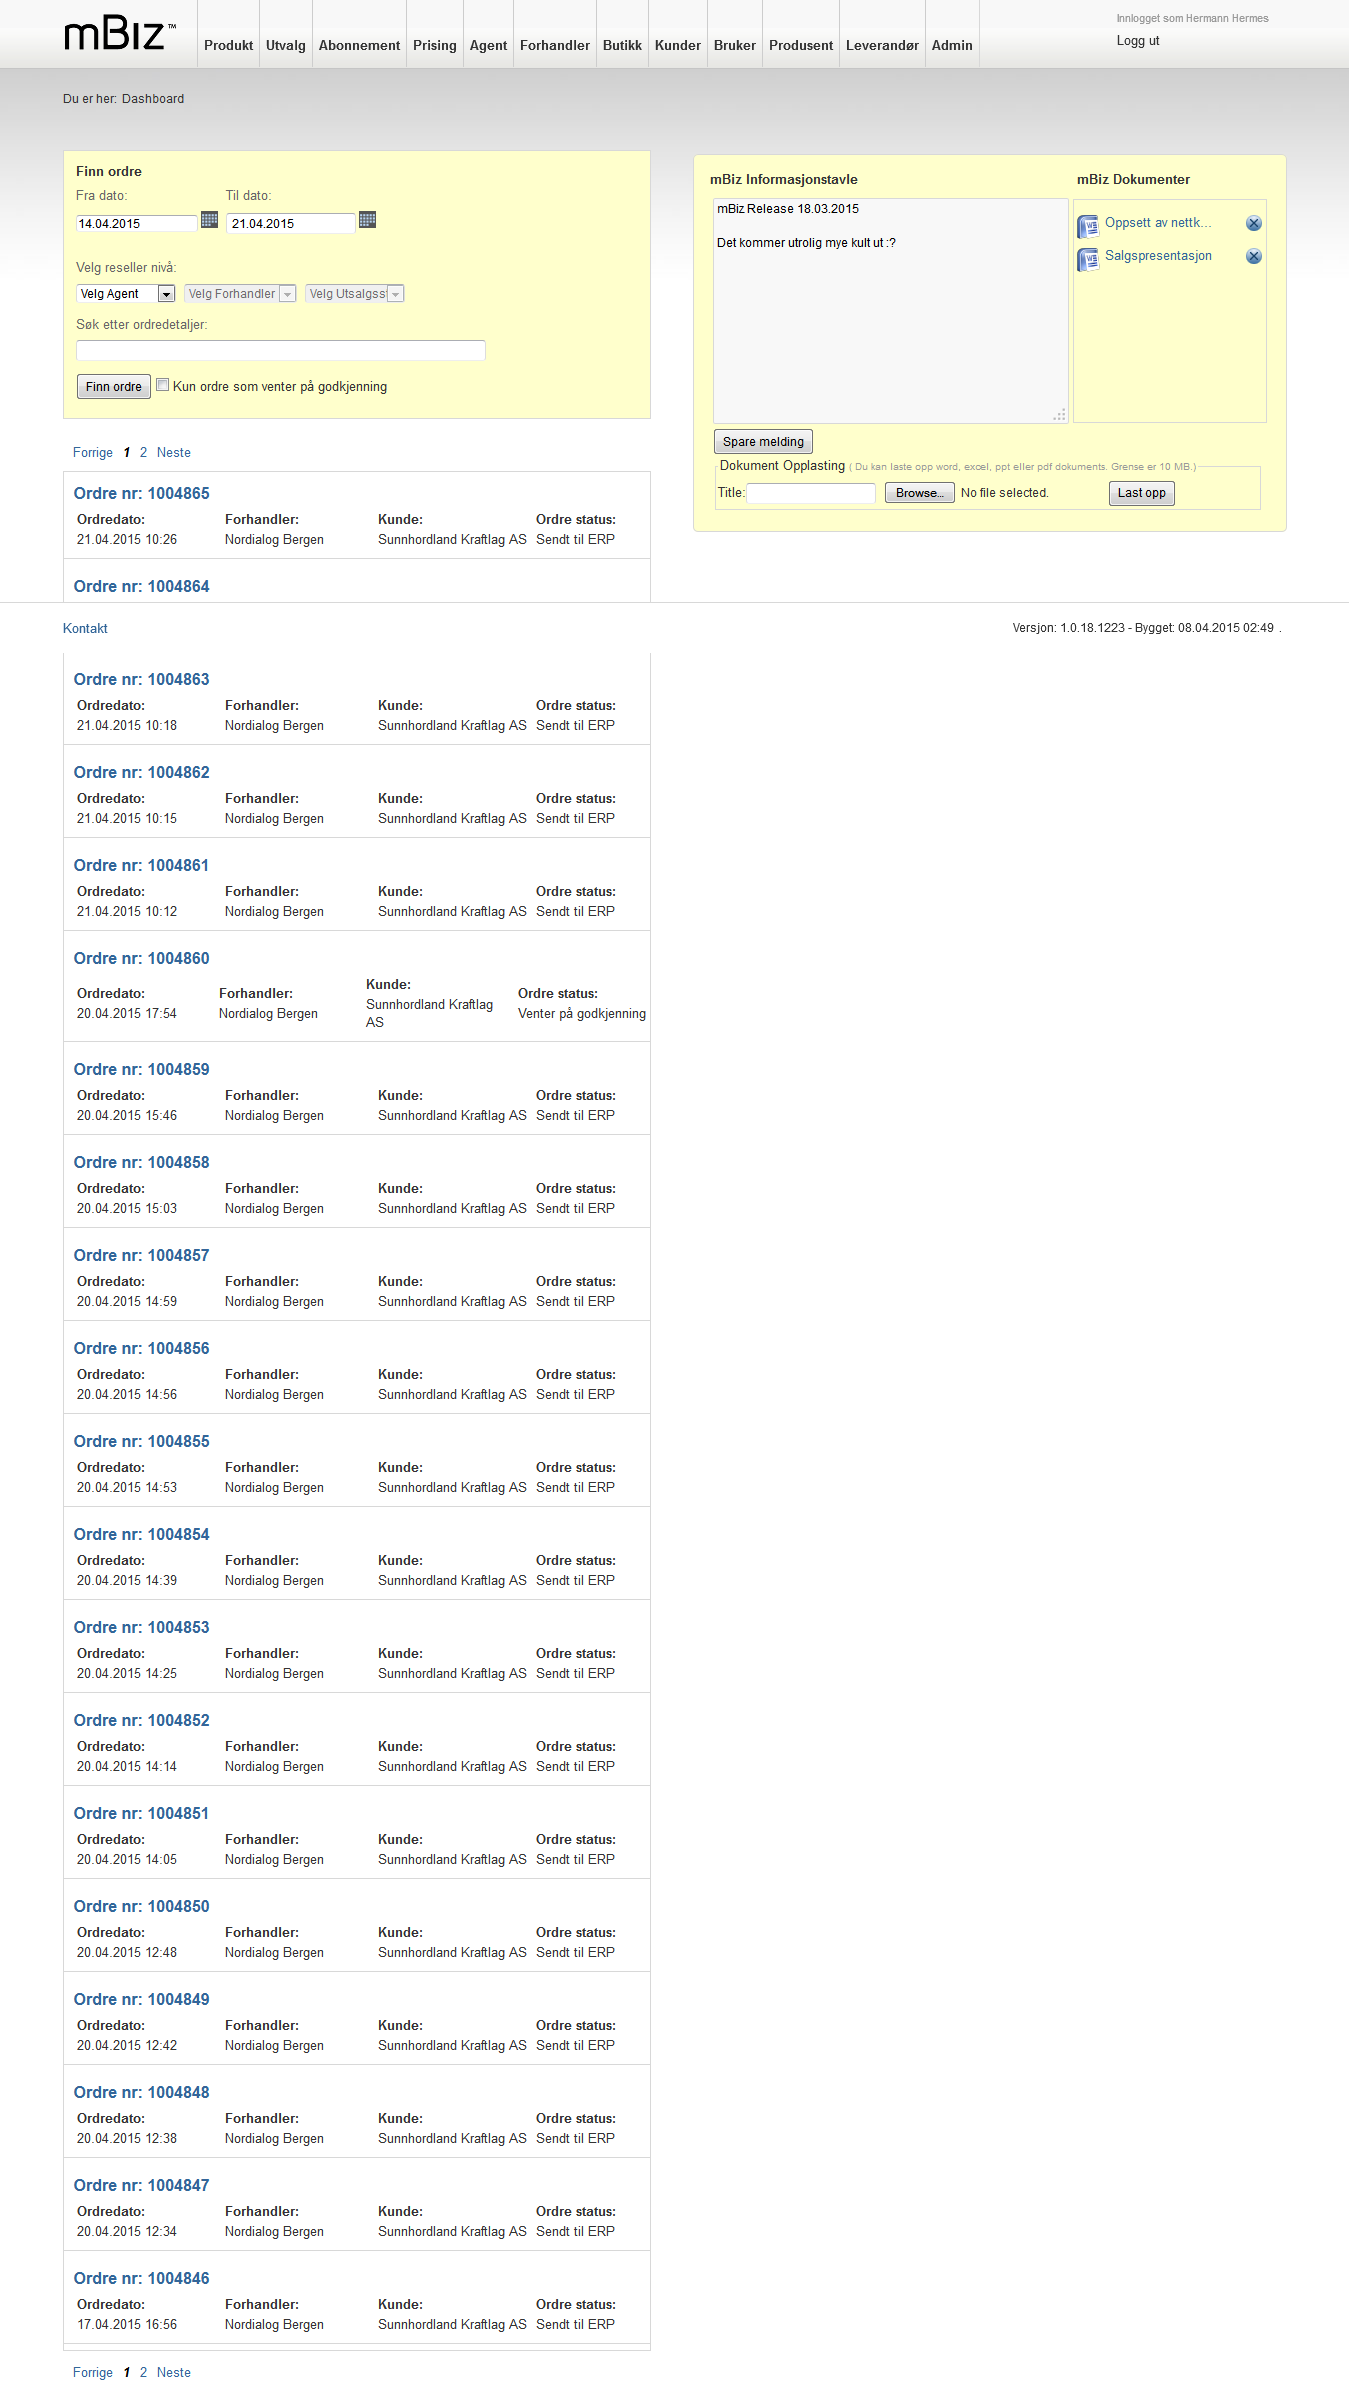 mBiz™
Produkt Utvalg Abonnement Prising Agent Forhandler Butikk Kunder Bruker Produsent Leverandør Admin
Innlogget som Hermann Hermes
Logg ut
Du er her: Dashboard
Finn ordre
Fra dato: Til dato:
14.04.2015 21.04.2015
Velg reseller nivå:
Velg Agent Velg Forhandler Velg Utsalgss
Søk etter ordredetaljer:
Finn ordre Kun ordre som venter på godkjenning
mBiz Informasjonstavle mBiz Dokumenter
mBiz Release 18.03.2015
Det kommer utrolig mye kult ut :?
Oppsett av nettk...
Salgspresentasjon
Spare melding
Dokument Opplasting ( Du kan laste opp word, excel, ppt eller pdf dokuments. Grense er 10 MB.)
Title: Browse... No file selected. Last opp
Forrige 1 2 Neste
Ordre nr: 1004865
Ordredato: Forhandler: Kunde: Ordre status:
21.04.2015 10:26 Nordialog Bergen Sunnhordland Kraftlag AS Sendt til ERP
Ordre nr: 1004864
Kontakt Versjon: 1.0.18.1223 - Bygget: 08.04.2015 02:49 .
Ordre nr: 1004863
Ordredato: Forhandler: Kunde: Ordre status:
21.04.2015 10:18 Nordialog Bergen Sunnhordland Kraftlag AS Sendt til ERP
Ordre nr: 1004862
Ordredato: Forhandler: Kunde: Ordre status:
21.04.2015 10:15 Nordialog Bergen Sunnhordland Kraftlag AS Sendt til ERP
Ordre nr: 1004861
Ordredato: Forhandler: Kunde: Ordre status:
21.04.2015 10:12 Nordialog Bergen Sunnhordland Kraftlag AS Sendt til ERP
Ordre nr: 1004860
Ordredato: Forhandler: Kunde: Ordre status:
20.04.2015 17:54 Nordialog Bergen Sunnhordland Kraftlag Venter på godkjenning
AS
Ordre nr: 1004859
Ordredato: Forhandler: Kunde: Ordre status:
20.04.2015 15:46 Nordialog Bergen Sunnhordland Kraftlag AS Sendt til ERP
Ordre nr: 1004858
Ordredato: Forhandler: Kunde: Ordre status:
20.04.2015 15:03 Nordialog Bergen Sunnhordland Kraftlag AS Sendt til ERP
Ordre nr: 1004857
Ordredato: Forhandler: Kunde: Ordre status:
20.04.2015 14:59 Nordialog Bergen Sunnhordland Kraftlag AS Sendt til ERP
Ordre nr: 1004856
Ordredato: Forhandler: Kunde: Ordre status:
20.04.2015 14:56 Nordialog Bergen Sunnhordland Kraftlag AS Sendt til ERP
Ordre nr: 1004855
Ordredato: Forhandler: Kunde: Ordre status:
20.04.2015 14:53 Nordialog Bergen Sunnhordland Kraftlag AS Sendt til ERP
Ordre nr: 1004854
Ordredato: Forhandler: Kunde: Ordre status:
20.04.2015 14:39 Nordialog Bergen Sunnhordland Kraftlag AS Sendt til ERP
Ordre nr: 1004853
Ordredato: Forhandler: Kunde: Ordre status:
20.04.2015 14:25 Nordialog Bergen Sunnhordland Kraftlag AS Sendt til ERP
Ordre nr: 1004852
Ordredato: Forhandler: Kunde: Ordre status:
20.04.2015 14:14 Nordialog Bergen Sunnhordland Kraftlag AS Sendt til ERP
Ordre nr: 1004851
Ordredato: Forhandler: Kunde: Ordre status:
20.04.2015 14:05 Nordialog Bergen Sunnhordland Kraftlag AS Sendt til ERP
Ordre nr: 1004850
Ordredato: Forhandler: Kunde: Ordre status:
20.04.2015 12:48 Nordialog Bergen Sunnhordland Kraftlag AS Sendt til ERP
Ordre nr: 1004849
Ordredato: Forhandler: Kunde: Ordre status:
20.04.2015 12:42 Nordialog Bergen Sunnhordland Kraftlag AS Sendt til ERP
Ordre nr: 1004848
Ordredato: Forhandler: Kunde: Ordre status:
20.04.2015 12:38 Nordialog Bergen Sunnhordland Kraftlag AS Sendt til ERP
Ordre nr: 1004847
Ordredato: Forhandler: Kunde: Ordre status:
20.04.2015 12:34 Nordialog Bergen Sunnhordland Kraftlag AS Sendt til ERP
Ordre nr: 1004846
Ordredato: Forhandler: Kunde: Ordre status:
17.04.2015 16:56 Nordialog Bergen Sunnhordland Kraftlag AS Sendt til ERP
Forrige 1 2 Neste